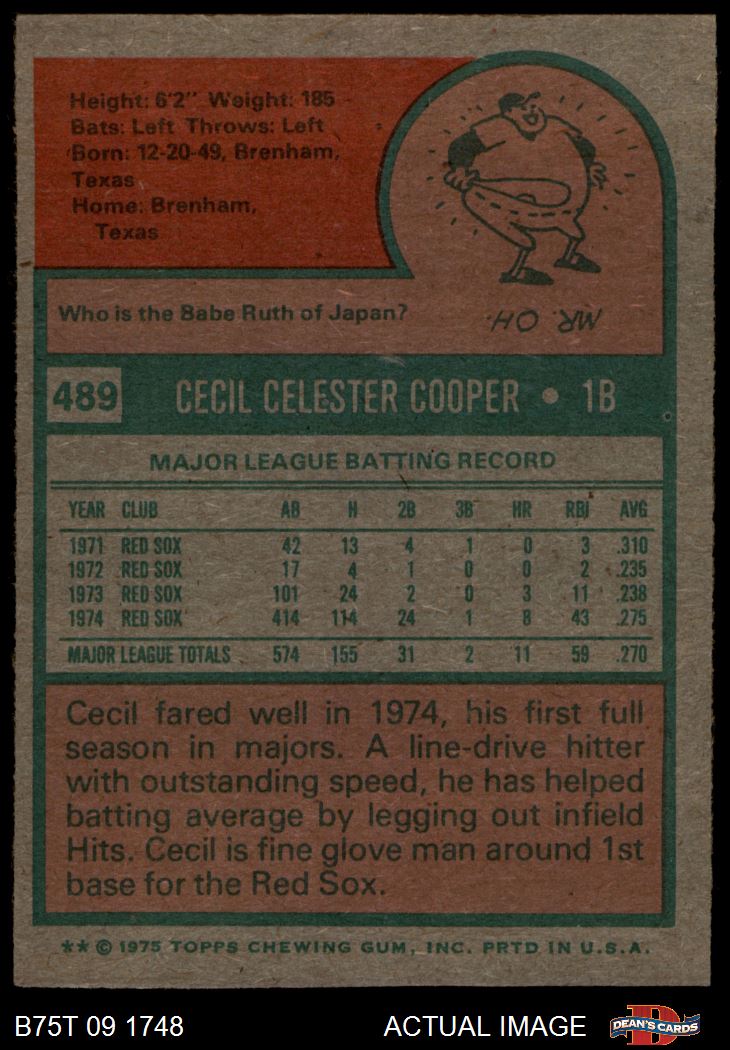 Height: 6'2" Weight: 185
Bats: Left Throws: Left
Born: 12-20-49, Brenham,
Texas
Home: Brenham,
Texas
Who is the Babe Ruth of Japan?
MR. OH.
489 CECIL CELESTER COOPER • 1B
MAJOR LEAGUE BATTING RECORD
YEAR CLUB AB H 2B 3B HR RBI AVG
1971 RED SOX 42 13 4 1 0 3 .310
1972 RED SOX 17 4 1 0 0 2 .235
1973 RED SOX 101 24 2 0 3 11 .238
1974 RED SOX 414 114 24 1 8 43 .275
MAJOR LEAGUE TOTALS 574 155 31 2 11 59 .270
Cecil fared well in 1974, his first full
season in majors. A line-drive hitter
with outstanding speed, he has helped
batting average by legging out infield
Hits. Cecil is fine glove man around 1st
base for the Red Sox.
** © 1975 TOPPS CHEWING GUM, INC. PRTD IN U.S.A.
B75T 09 1748 ACTUAL IMAGE DEAN'S CARDS